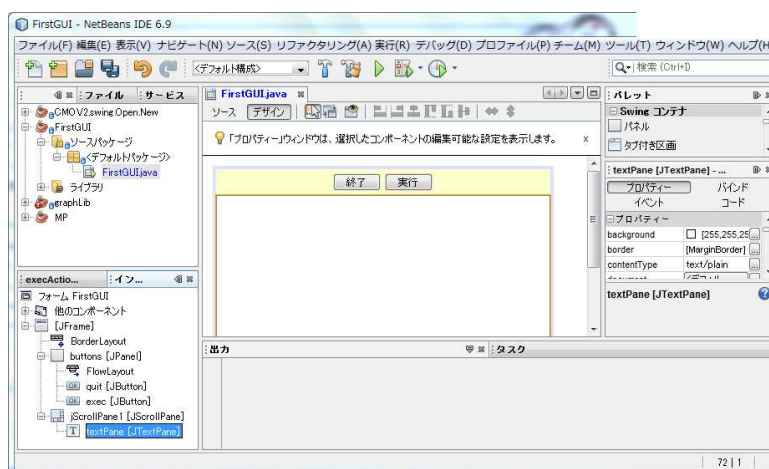 FirstGUI - NetBeans IDE 6.9
ファイル(F) 編集(E) 表示(V) ナビゲート(N) ソース(S) リファクタリング(A) 実行(R) デバッグ(D) プロファイル(P) チーム(M) ツール(T) ウィンドウ(W) ヘルプ(H
<デフォルト構成>
検索 (Ctrl+I)
ファイル
サービス
CMOV2.swing.Open.New
FirstGUI
ソースパッケージ
<デフォルトパッケージ>
FirstGUI.java
ライブラリ
graphLib
MP
FirstGUI.java
ソース デザイン
「プロパティー」ウィンドウは、選択したコンポーネントの編集可能な設定を表示します。
終了 実行
パレット
Swing コンテナ
パネル
タブ付き区画
textPane [JTextPane] - ...
プロパティー バインド
イベント コード
プロパティー
background [255,255,25
border [MarginBorder]
contentType text/plain
textPane [JTextPane]
execActio...
イン...
フォーム FirstGUI
他のコンポーネント
[JFrame]
BorderLayout
buttons [JPanel]
FlowLayout
quit [JButton]
exec [JButton]
jScrollPane1 [JScrollPane]
textPane [JTextPane]
出力
タスク
72 | 1